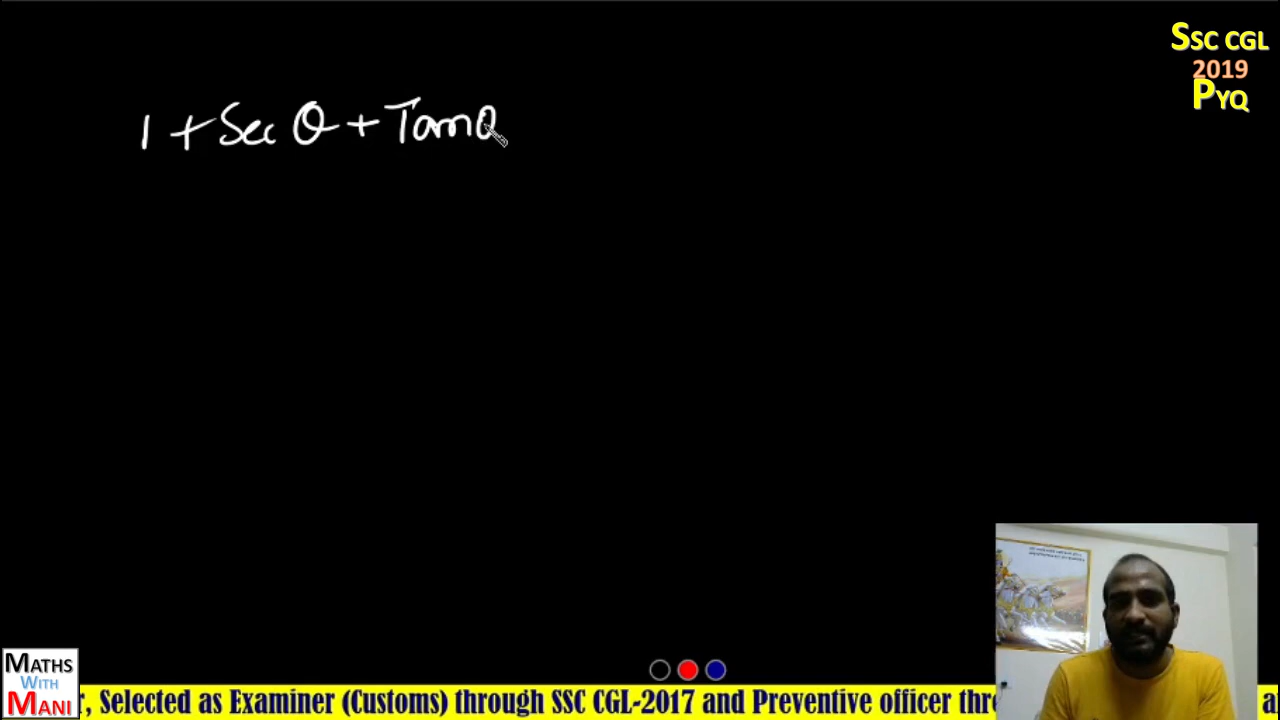 SSC CGL
2019
PYQ
1 + Sec θ + Tan θ
MATHS
WITH
MANI
, Selected as Examiner (Customs) through SSC CGL-2017 and Preventive officer thr